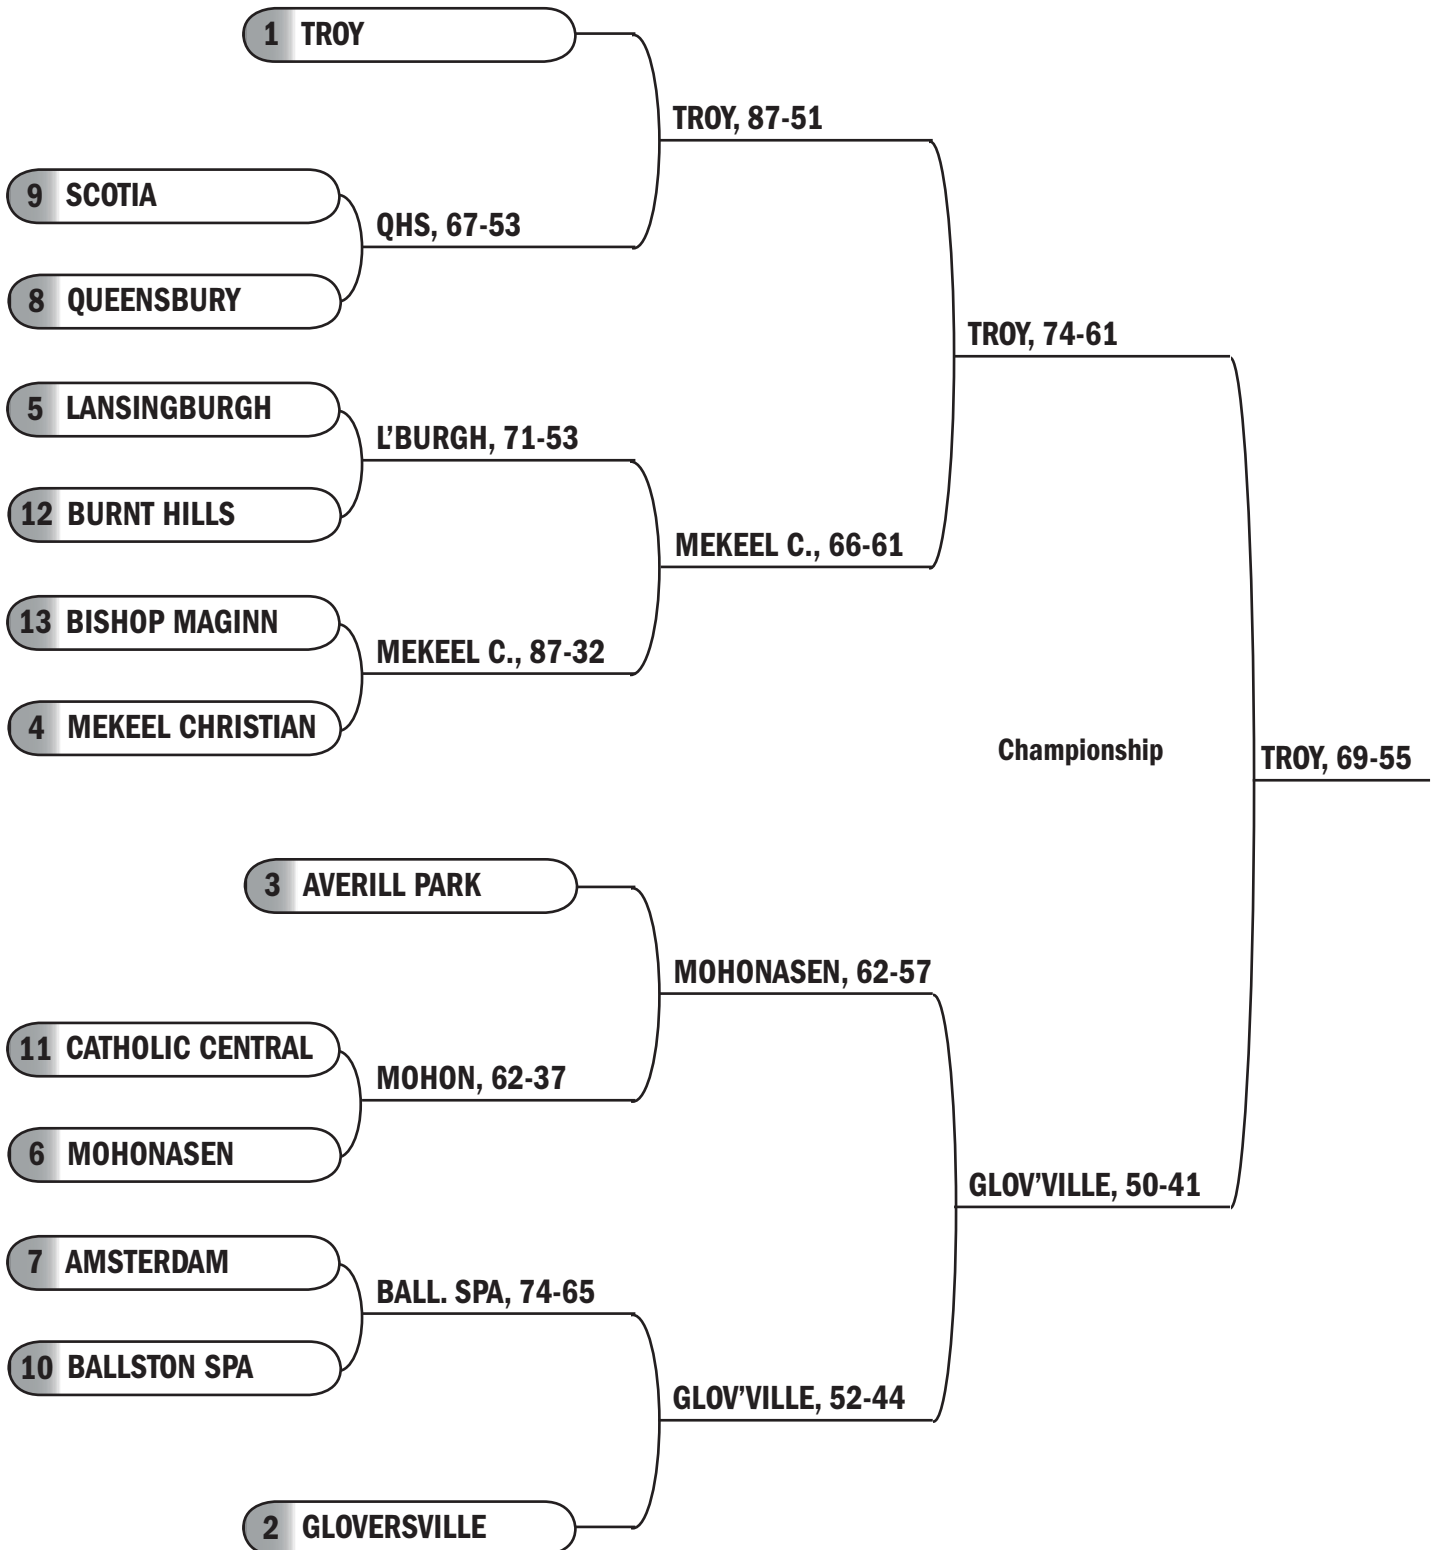 1 TROY
TROY, 87-51
9 SCOTIA
QHS, 67-53
8 QUEENSBURY
TROY, 74-61
5 LANSINGBURGH
L'BURGH, 71-53
12 BURNT HILLS
MEKEEL C., 66-61
13 BISHOP MAGINN
MEKEEL C., 87-32
4 MEKEEL CHRISTIAN
Championship
TROY, 69-55
3 AVERILL PARK
MOHONASEN, 62-57
11 CATHOLIC CENTRAL
MOHON, 62-37
6 MOHONASEN
GLOV'VILLE, 50-41
7 AMSTERDAM
BALL. SPA, 74-65
10 BALLSTON SPA
GLOV'VILLE, 52-44
2 GLOVERSVILLE